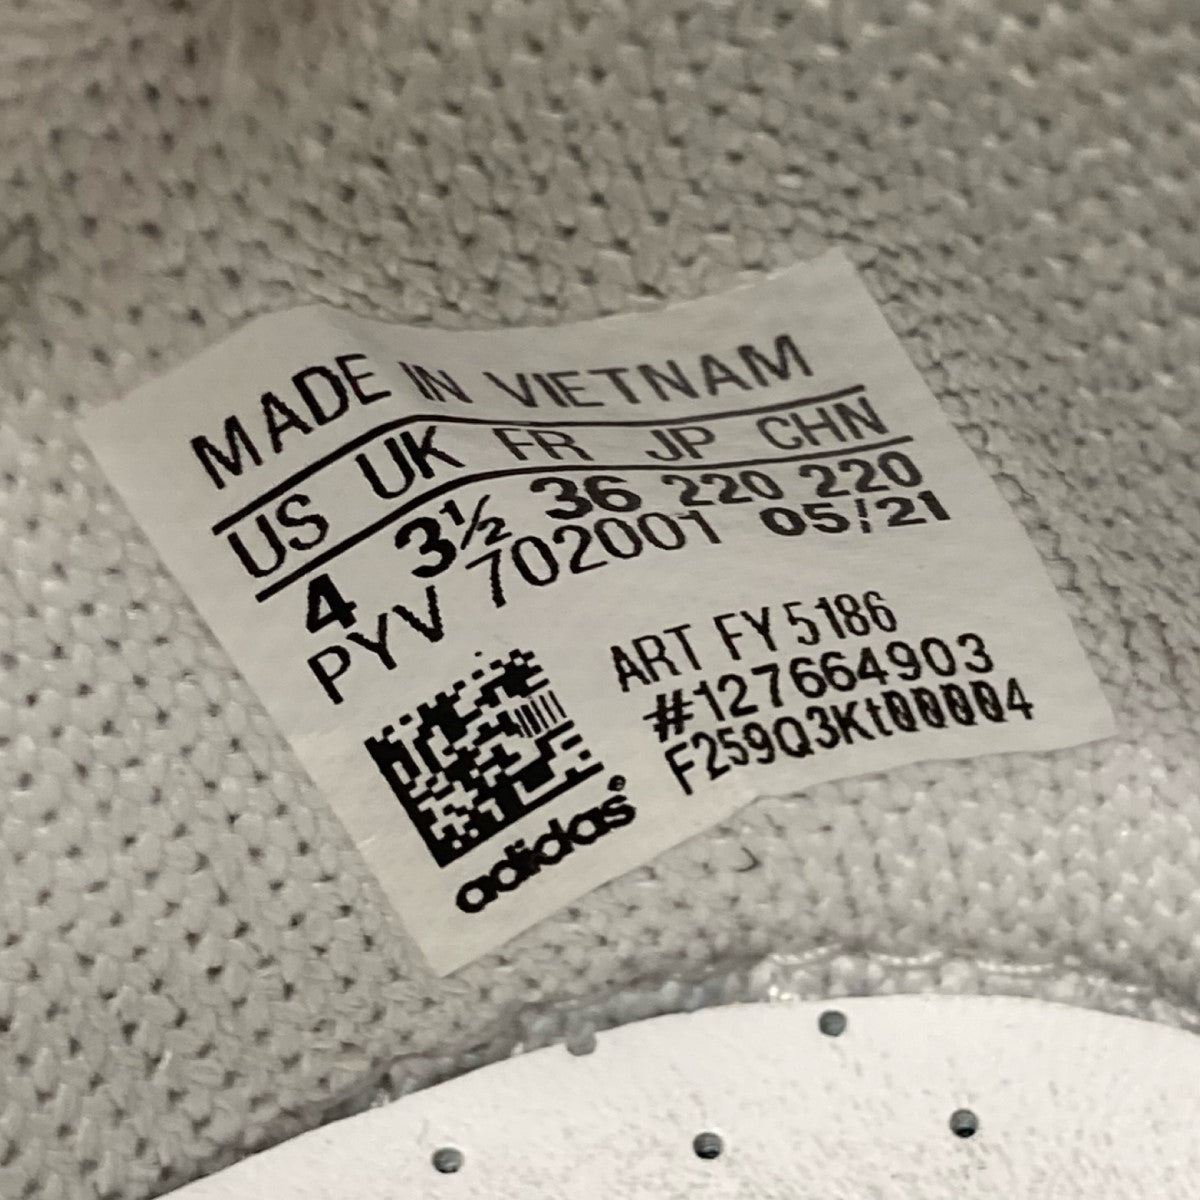 MADE IN VIETNAM
US UK FR JP CHN
4 3½ 36 220 220
PYV 702001 05/21
ART FY5186
#127664903
F259Q3Kt00004
adidas®